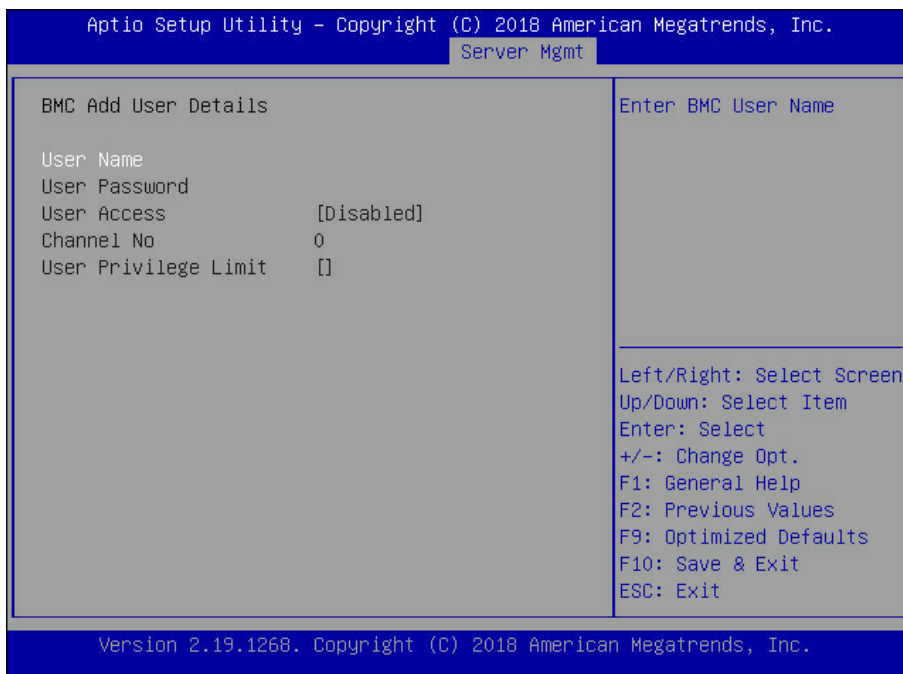 Aptio Setup Utility – Copyright (C) 2018 American Megatrends, Inc.
Server Mgmt
BMC Add User Details
User Name
User Password
User Access [Disabled]
Channel No 0
User Privilege Limit []
Enter BMC User Name
Left/Right: Select Screen
Up/Down: Select Item
Enter: Select
+/-: Change Opt.
F1: General Help
F2: Previous Values
F9: Optimized Defaults
F10: Save & Exit
ESC: Exit
Version 2.19.1268. Copyright (C) 2018 American Megatrends, Inc.